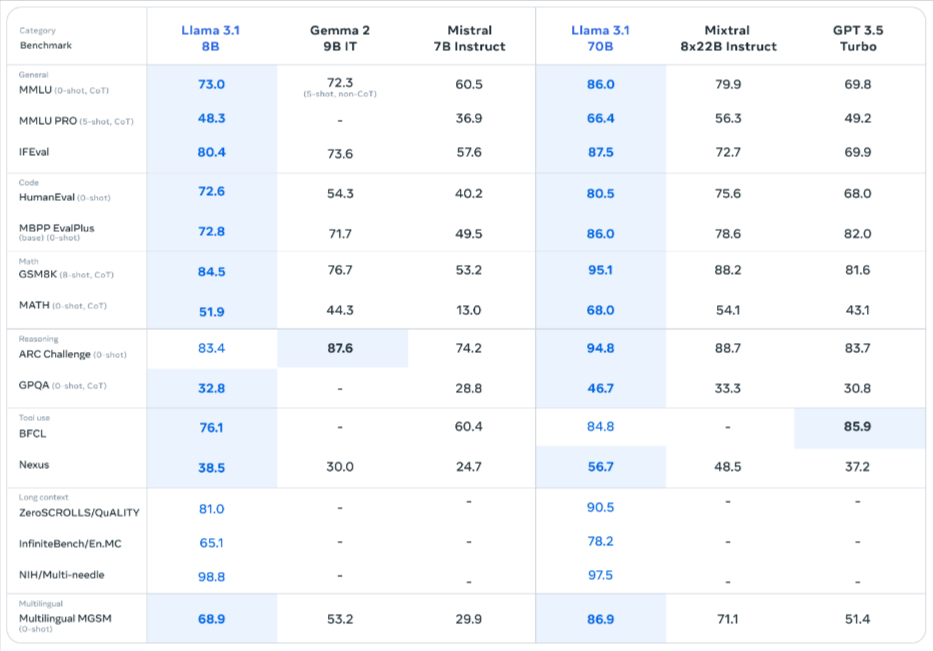 Category
Benchmark
Llama 3.1
8B
Gemma 2
9B IT
Mistral
7B Instruct
Llama 3.1
70B
Mixtral
8x22B Instruct
GPT 3.5
Turbo
General
MMLU (0-shot, CoT) 73.0 72.3 60.5 86.0 79.9 69.8
(5-shot, non-CoT)
MMLU PRO (5-shot, CoT) 48.3 - 36.9 66.4 56.3 49.2
IFEval 80.4 73.6 57.6 87.5 72.7 69.9
Code
HumanEval (0-shot) 72.6 54.3 40.2 80.5 75.6 68.0
MBPP EvalPlus 72.8 71.7 49.5 86.0 78.6 82.0
(base) (0-shot)
Math
GSM8K (8-shot, CoT) 84.5 76.7 53.2 95.1 88.2 81.6
MATH (0-shot, CoT) 51.9 44.3 13.0 68.0 54.1 43.1
Reasoning
ARC Challenge (0-shot) 83.4 87.6 74.2 94.8 88.7 83.7
GPQA (0-shot, CoT) 32.8 - 28.8 46.7 33.3 30.8
Tool use
BFCL 76.1 - 60.4 84.8 - 85.9
Nexus 38.5 30.0 24.7 56.7 48.5 37.2
Long context
ZeroSCROLLS/QuALITY 81.0 - - 90.5 - -
InfiniteBench/En.MC 65.1 - - 78.2 - -
NIH/Multi-needle 98.8 - - 97.5 - -
Multilingual
Multilingual MGSM 68.9 53.2 29.9 86.9 71.1 51.4
(0-shot)